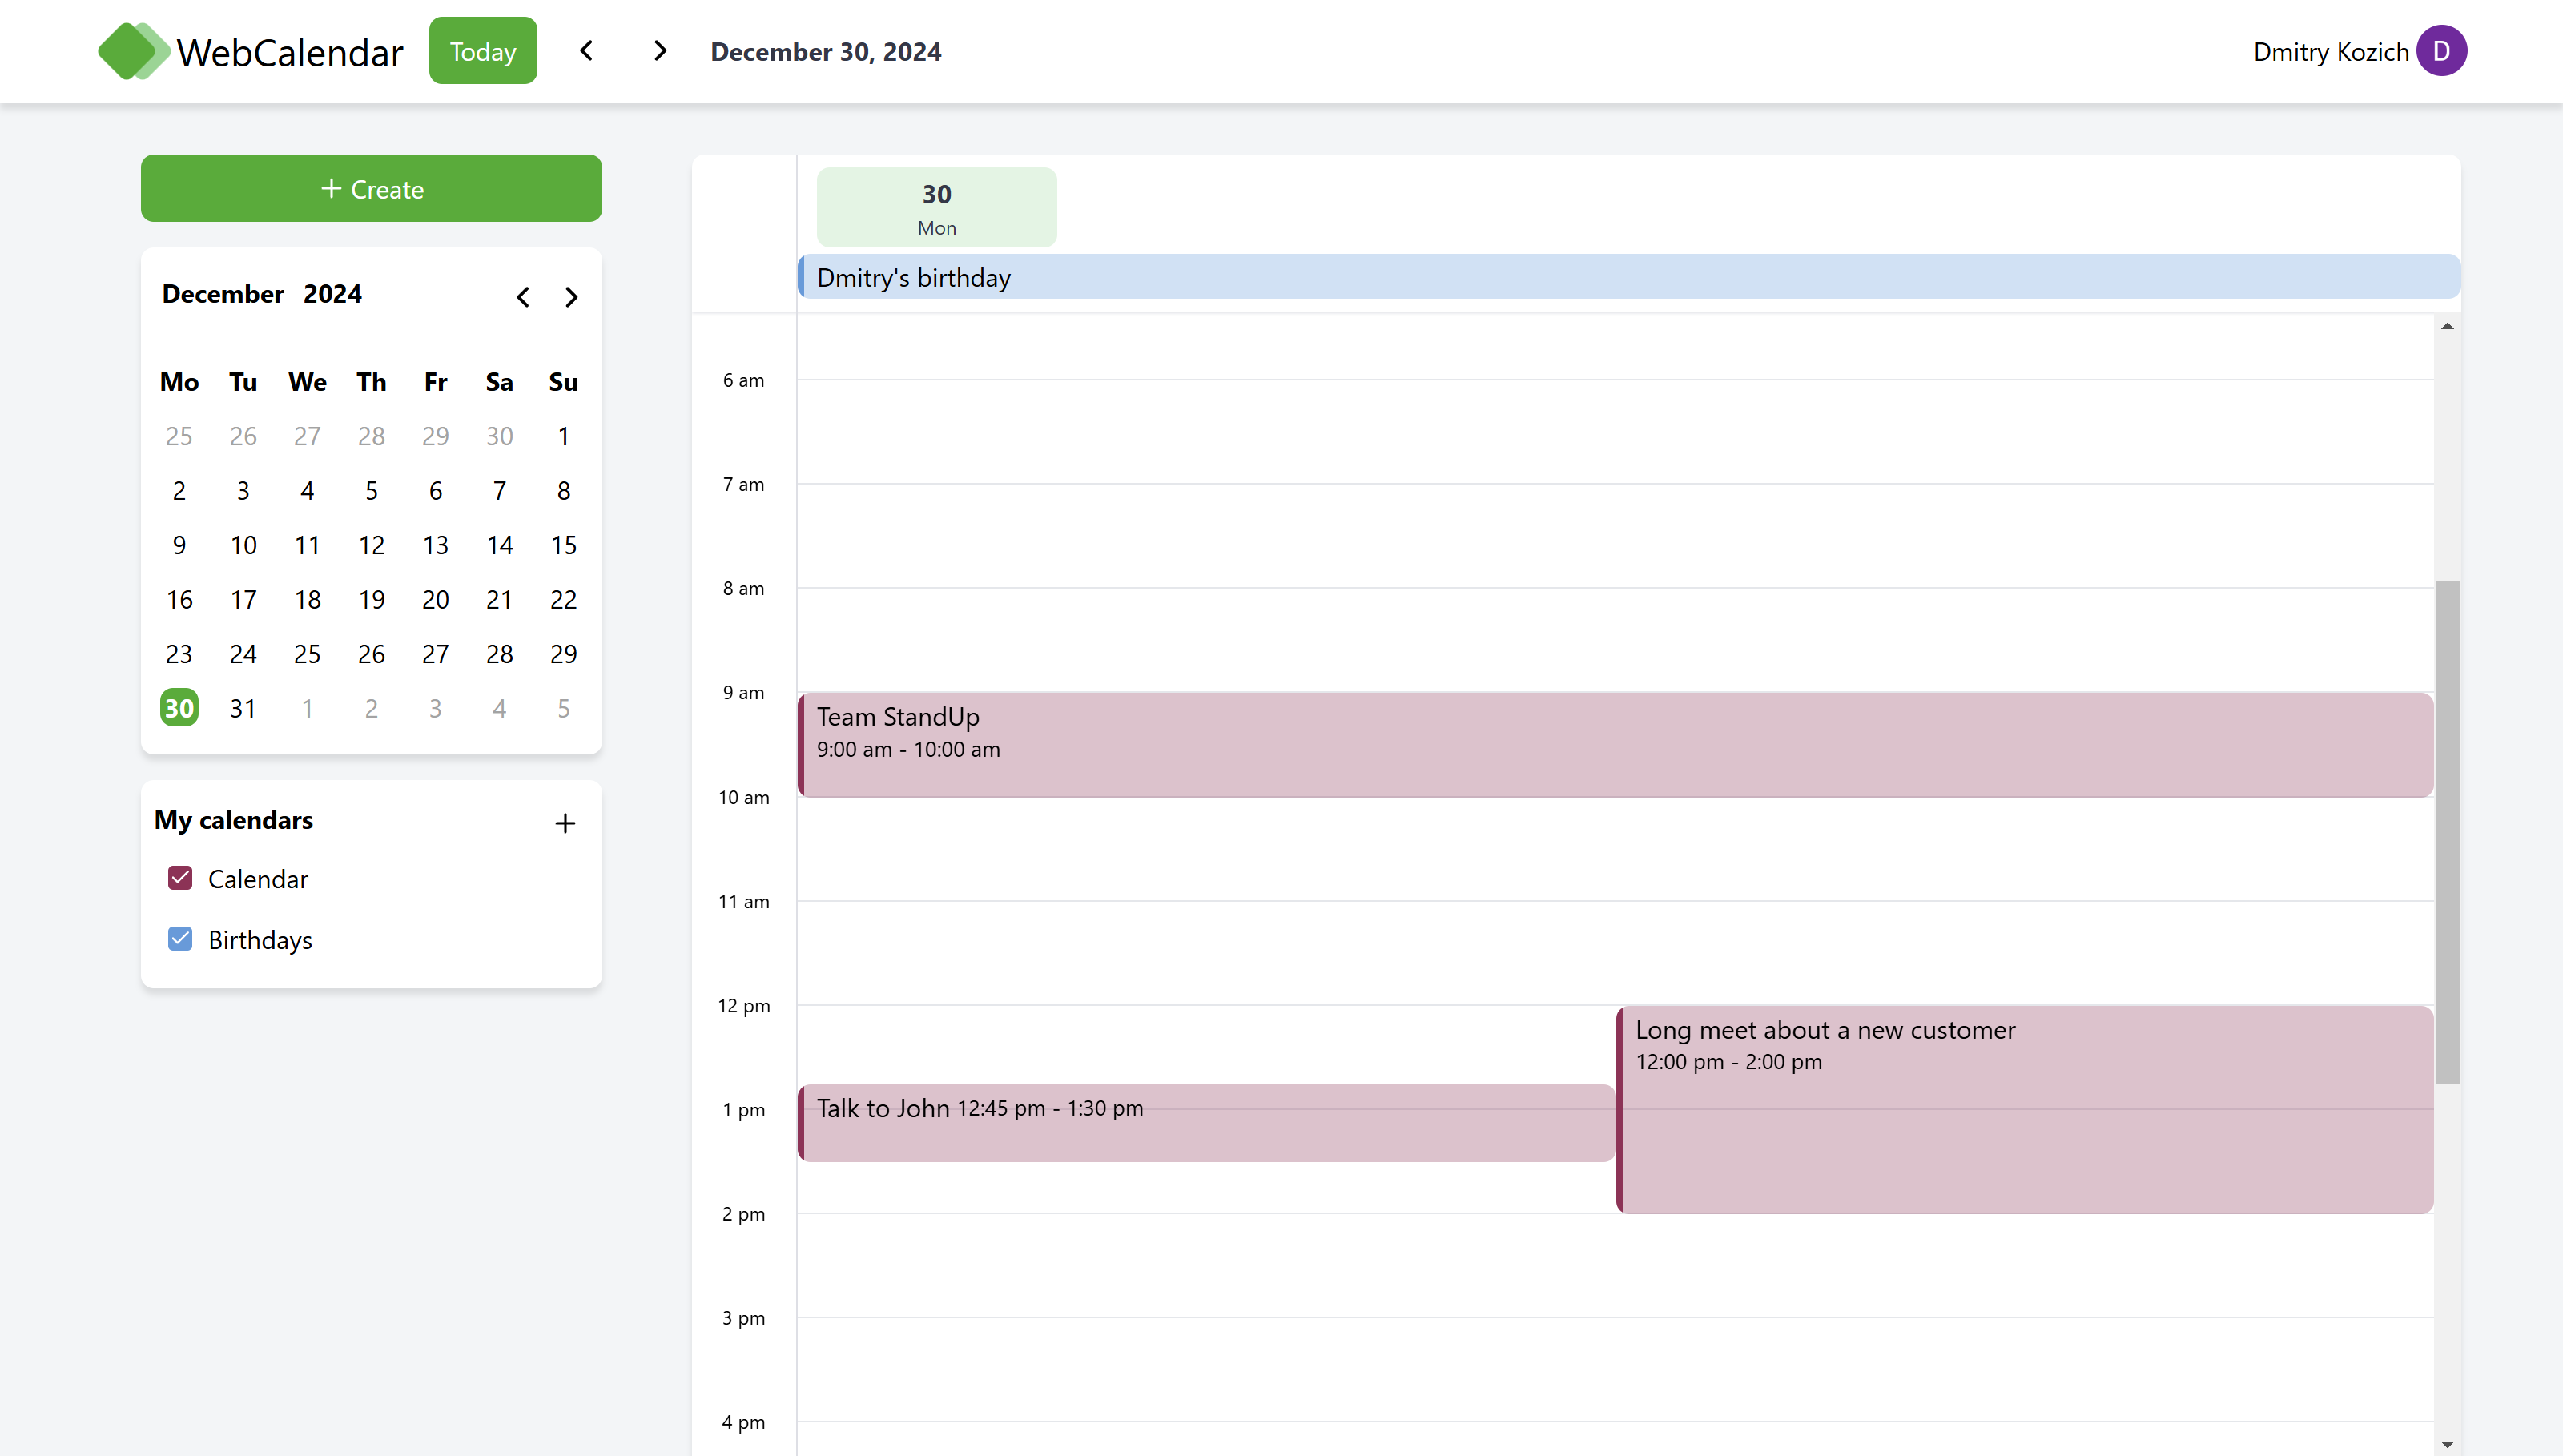 WebCalendar
Today
December 30, 2024
Dmitry Kozich
D
+ Create
December 2024
Mo Tu We Th Fr Sa Su
25 26 27 28 29 30 1
2 3 4 5 6 7 8
9 10 11 12 13 14 15
16 17 18 19 20 21 22
23 24 25 26 27 28 29
30 31 1 2 3 4 5
My calendars +
Calendar
Birthdays
30
Mon
Dmitry's birthday
6 am
7 am
8 am
9 am
Team StandUp
9:00 am - 10:00 am
10 am
11 am
12 pm
Long meet about a new customer
12:00 pm - 2:00 pm
Talk to John 12:45 pm - 1:30 pm
1 pm
2 pm
3 pm
4 pm